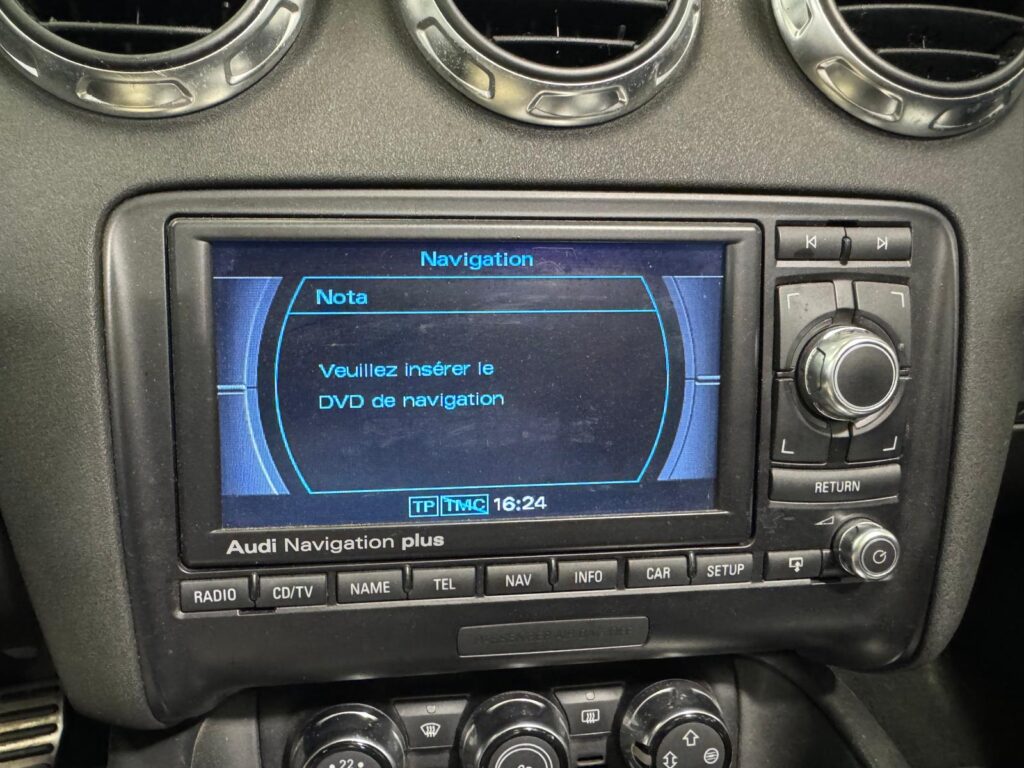 Navigation
Nota
Veuillez insérer le
DVD de navigation
TP TMC 16:24
Audi Navigation plus
RETURN
RADIO CD/TV NAME TEL NAV INFO CAR SETUP
22